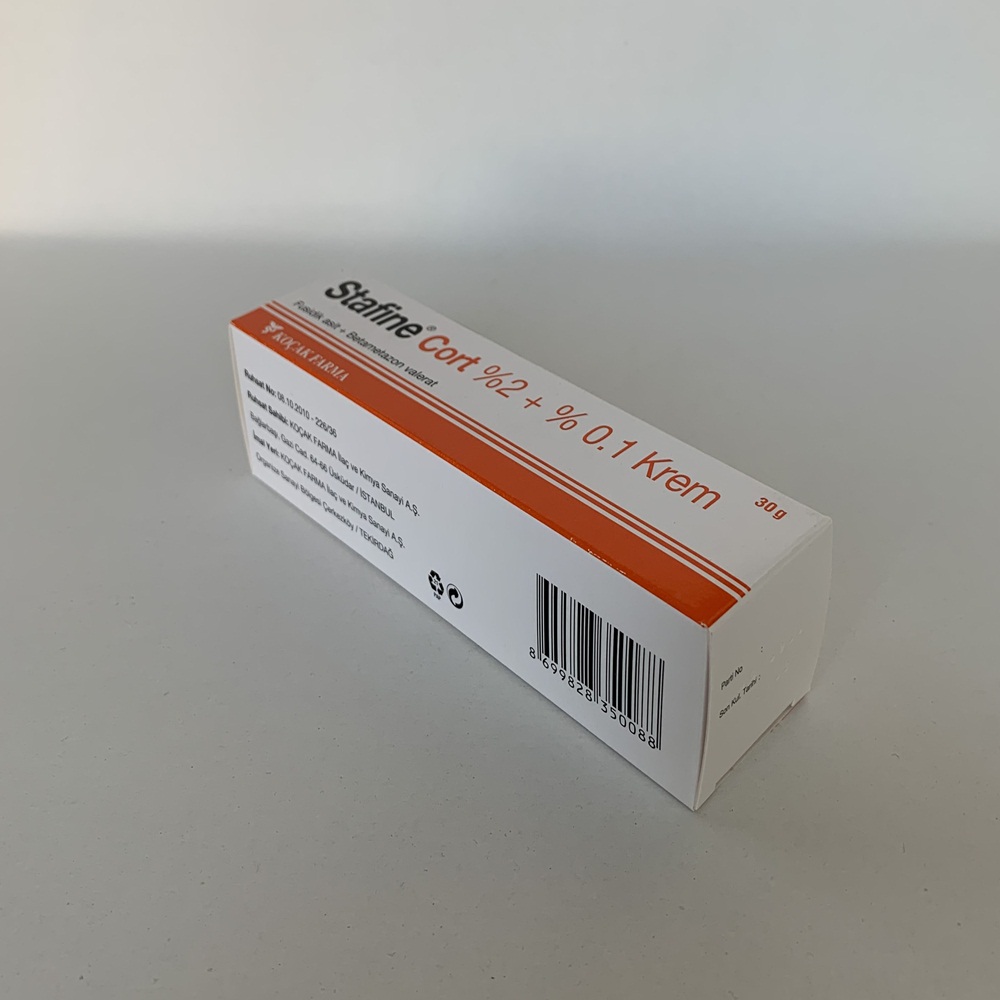 Stafine® Cort %2 + % 0.1 Krem
Fusidik asit + Betametazon valerat
30g
KOÇAK FARMA
Ruhsat No: 08.10.2010 - 226/36
Ruhsat Sahibi: KOÇAK FARMA İlaç ve Kimya Sanayi A.Ş.
Bağlarbaşı, Gazi Cad. 64-66 Üsküdar / İSTANBUL
İmal Yeri: KOÇAK FARMA İlaç ve Kimya Sanayi A.Ş.
Organize Sanayi Bölgesi Çerkezköy / TEKİRDAĞ
8 699828 350088
Parti No :
Son Kul. Tarihi :